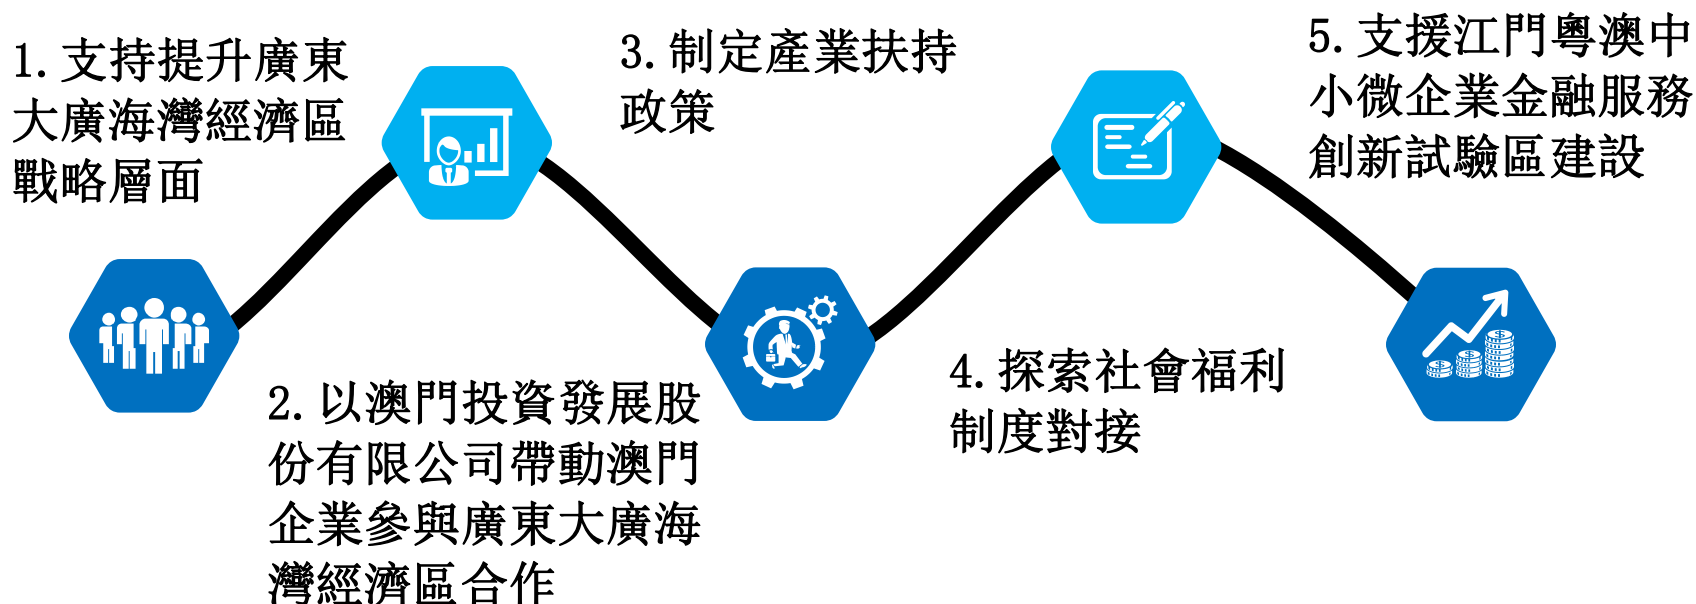 1. 支持提升廣東
大廣海灣經濟區
戰略層面
2. 以澳門投資發展股
份有限公司帶動澳門
企業參與廣東大廣海
灣經濟區合作
3. 制定產業扶持
政策
4. 探索社會福利
制度對接
5. 支援江門粵澳中
小微企業金融服務
創新試驗區建設